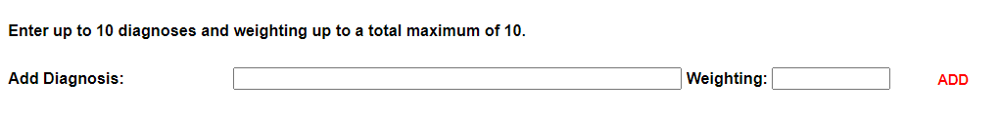 Enter up to 10 diagnoses and weighting up to a total maximum of 10.
Add Diagnosis: Weighting: ADD